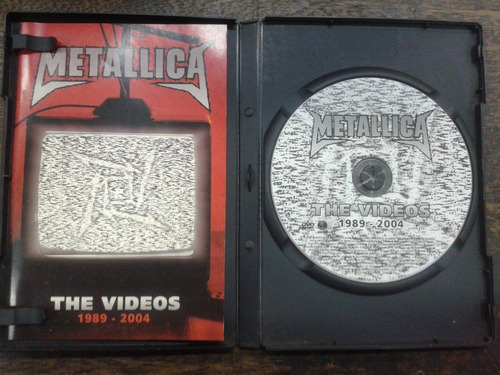 METALLICA
THE VIDEOS
1989 - 2004
METALLICA
THE VIDEOS
1989 - 2004